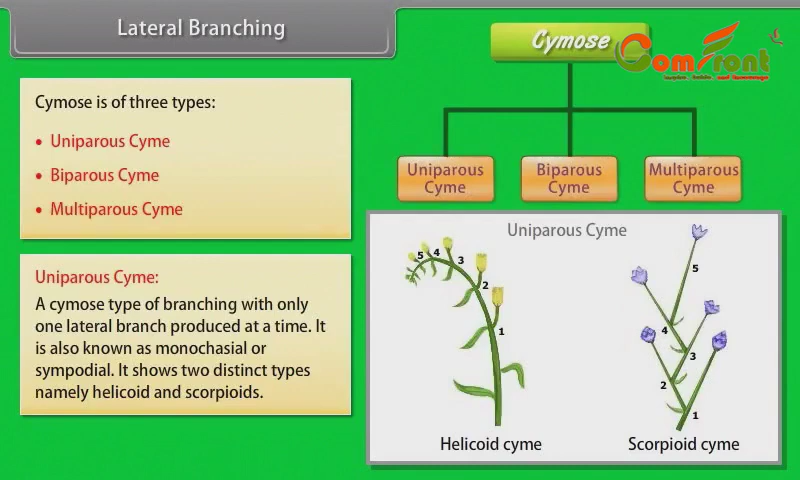 Lateral Branching
Cymose
Comfront
Cymose is of three types:
• Uniparous Cyme
• Biparous Cyme
• Multiparous Cyme
Uniparous
Cyme
Biparous
Cyme
Multiparous
Cyme
Uniparous Cyme:
A cymose type of branching with only
one lateral branch produced at a time. It
is also known as monochasial or
sympodial. It shows two distinct types
namely helicoid and scorpioids.
Uniparous Cyme
5
4
3
2
1
Helicoid cyme
5
4
3
2
1
Scorpioid cyme